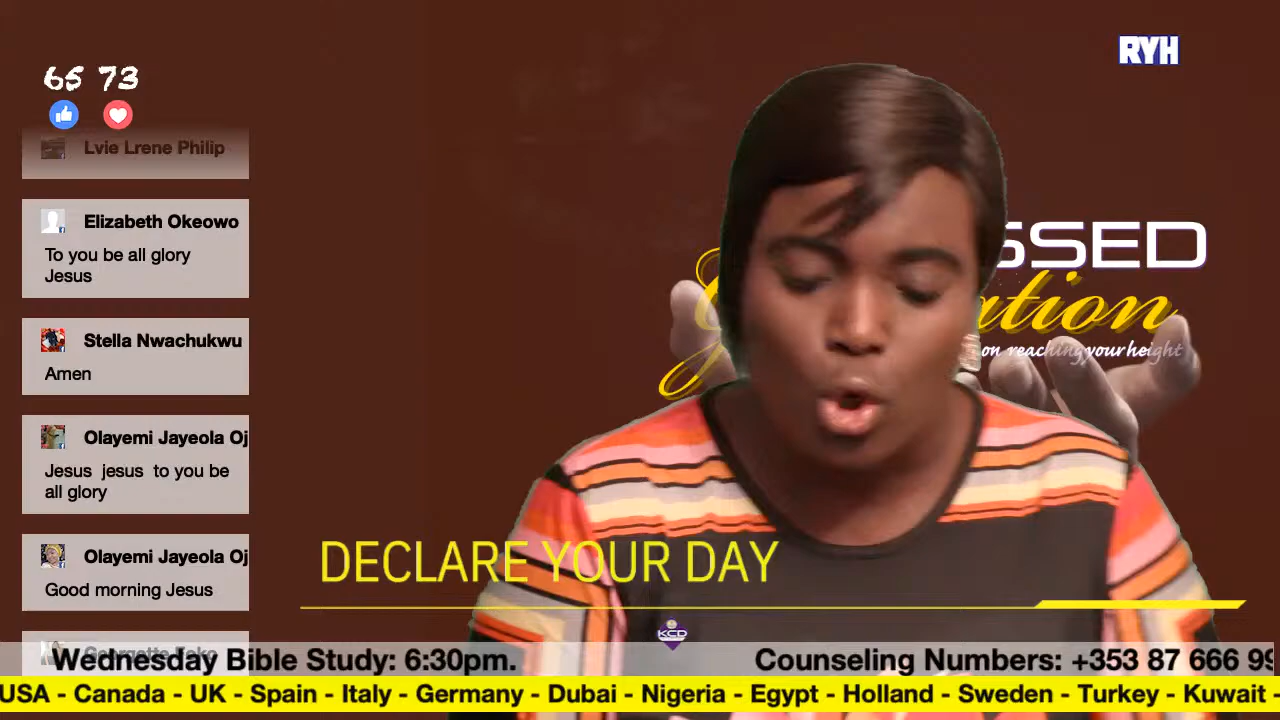 RYH
65 73
Lvie Lrene Philip
Elizabeth Okeowo
To you be all glory
Jesus
Stella Nwachukwu
Amen
Olayemi Jayeola Oj
Jesus jesus to you be
all glory
Olayemi Jayeola Oj
Good morning Jesus
SSED
ation
on reaching your height
DECLARE YOUR DAY
KCD
Wednesday Bible Study: 6:30pm. Counseling Numbers: +353 87 666 99
USA - Canada - UK - Spain - Italy - Germany - Dubai - Nigeria - Egypt - Holland - Sweden - Turkey - Kuwait -